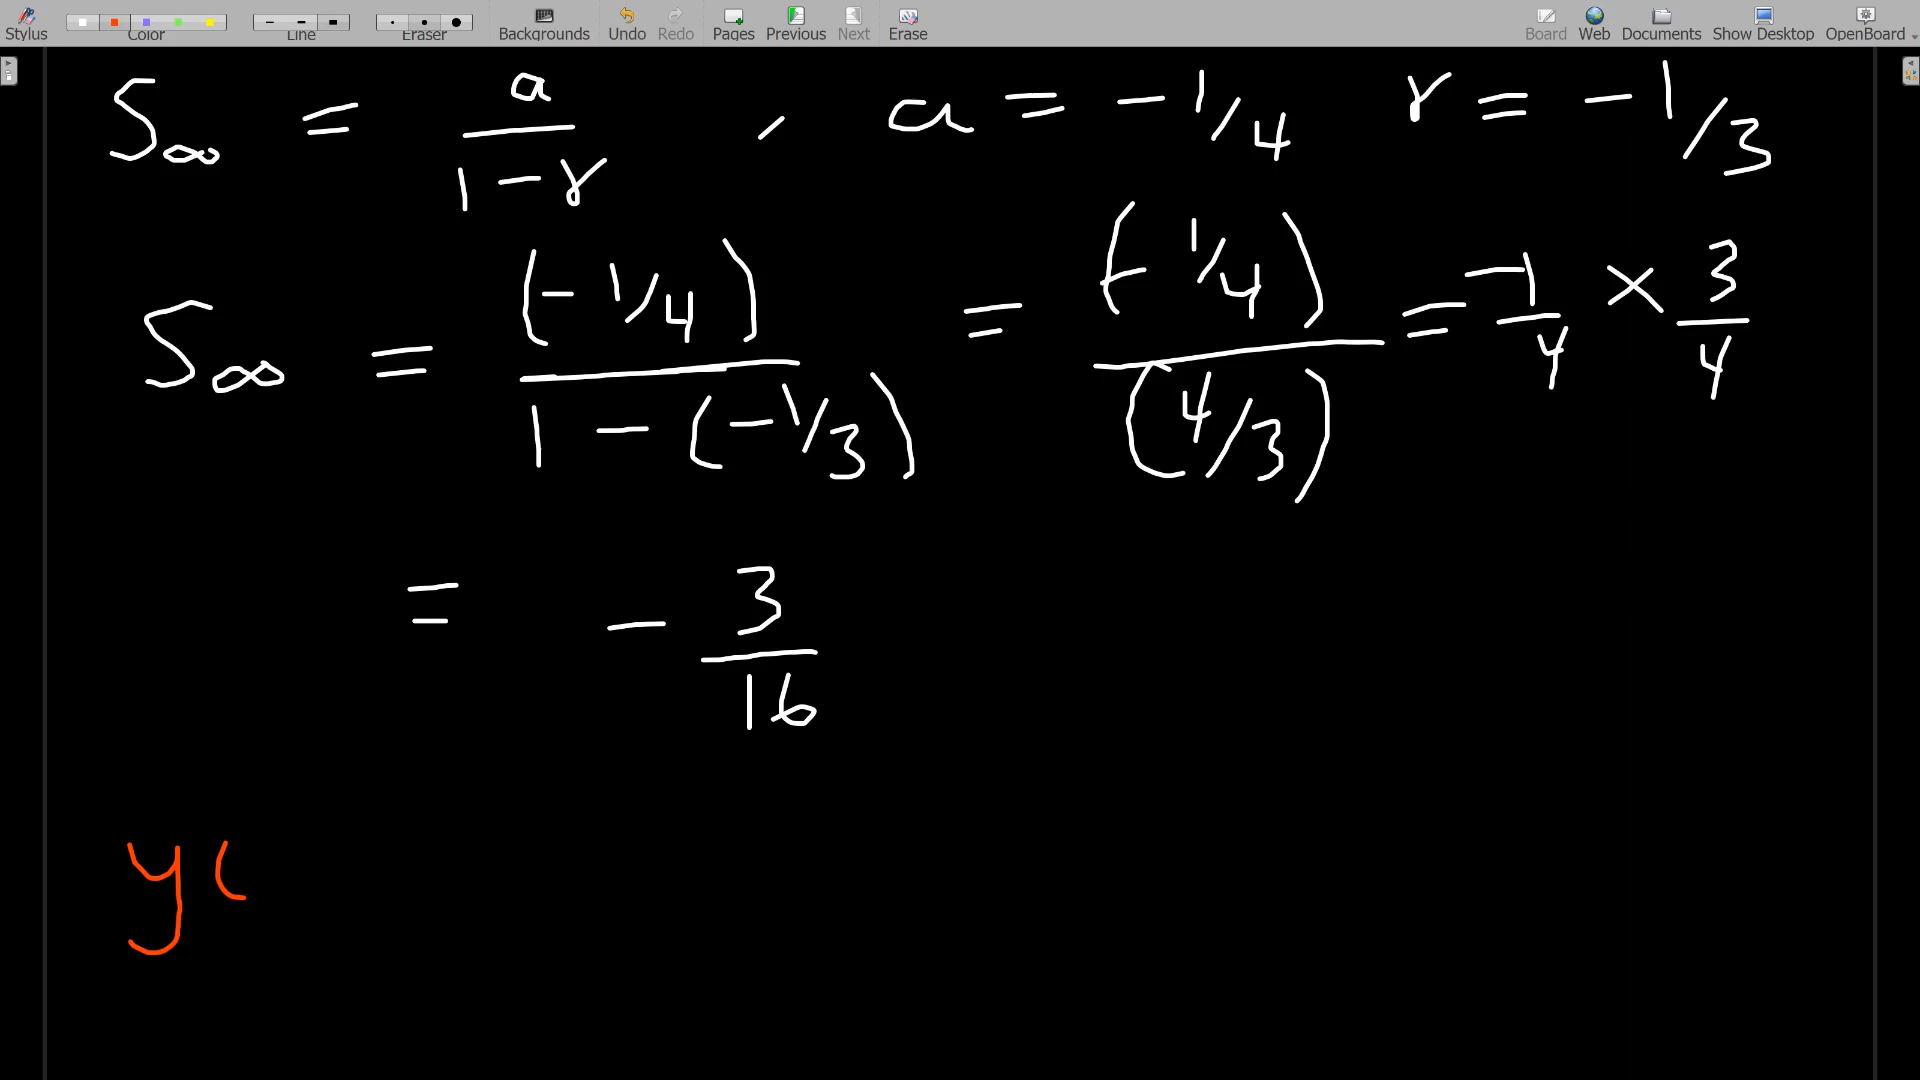 Stylus Color Line Eraser Backgrounds Undo Redo Pages Previous Next Erase Board Web Documents Show Desktop OpenBoard
S∞ = a/(1-r) , a = -1/4 r = -1/3
S∞ = (-1/4)/(1-(-1/3)) = (-1/4)/(4/3) = -1/4 × 3/4
= - 3/16
y(